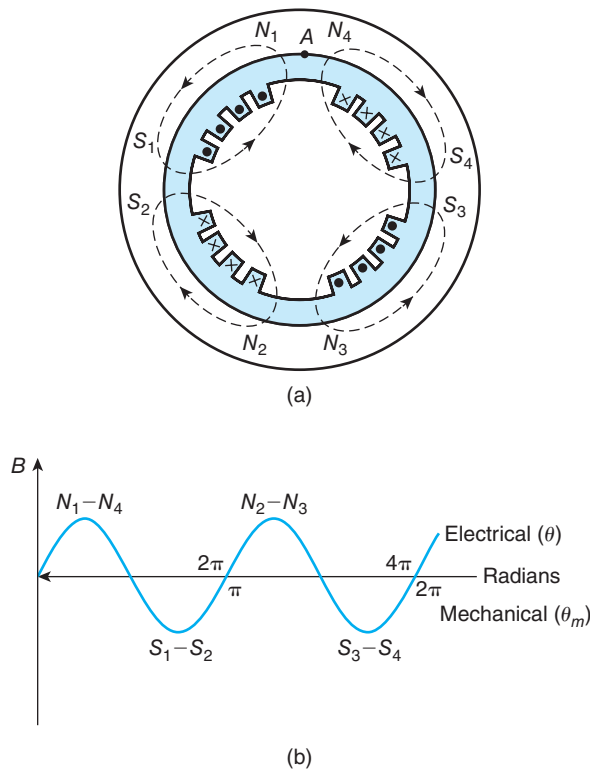 N1 A N4
S1 S4
S2 S3
N2 N3
(a)
B
N1–N4 N2–N3
Electrical (θ)
2π 4π
Radians
π 2π
Mechanical (θm)
S1–S2 S3–S4
(b)